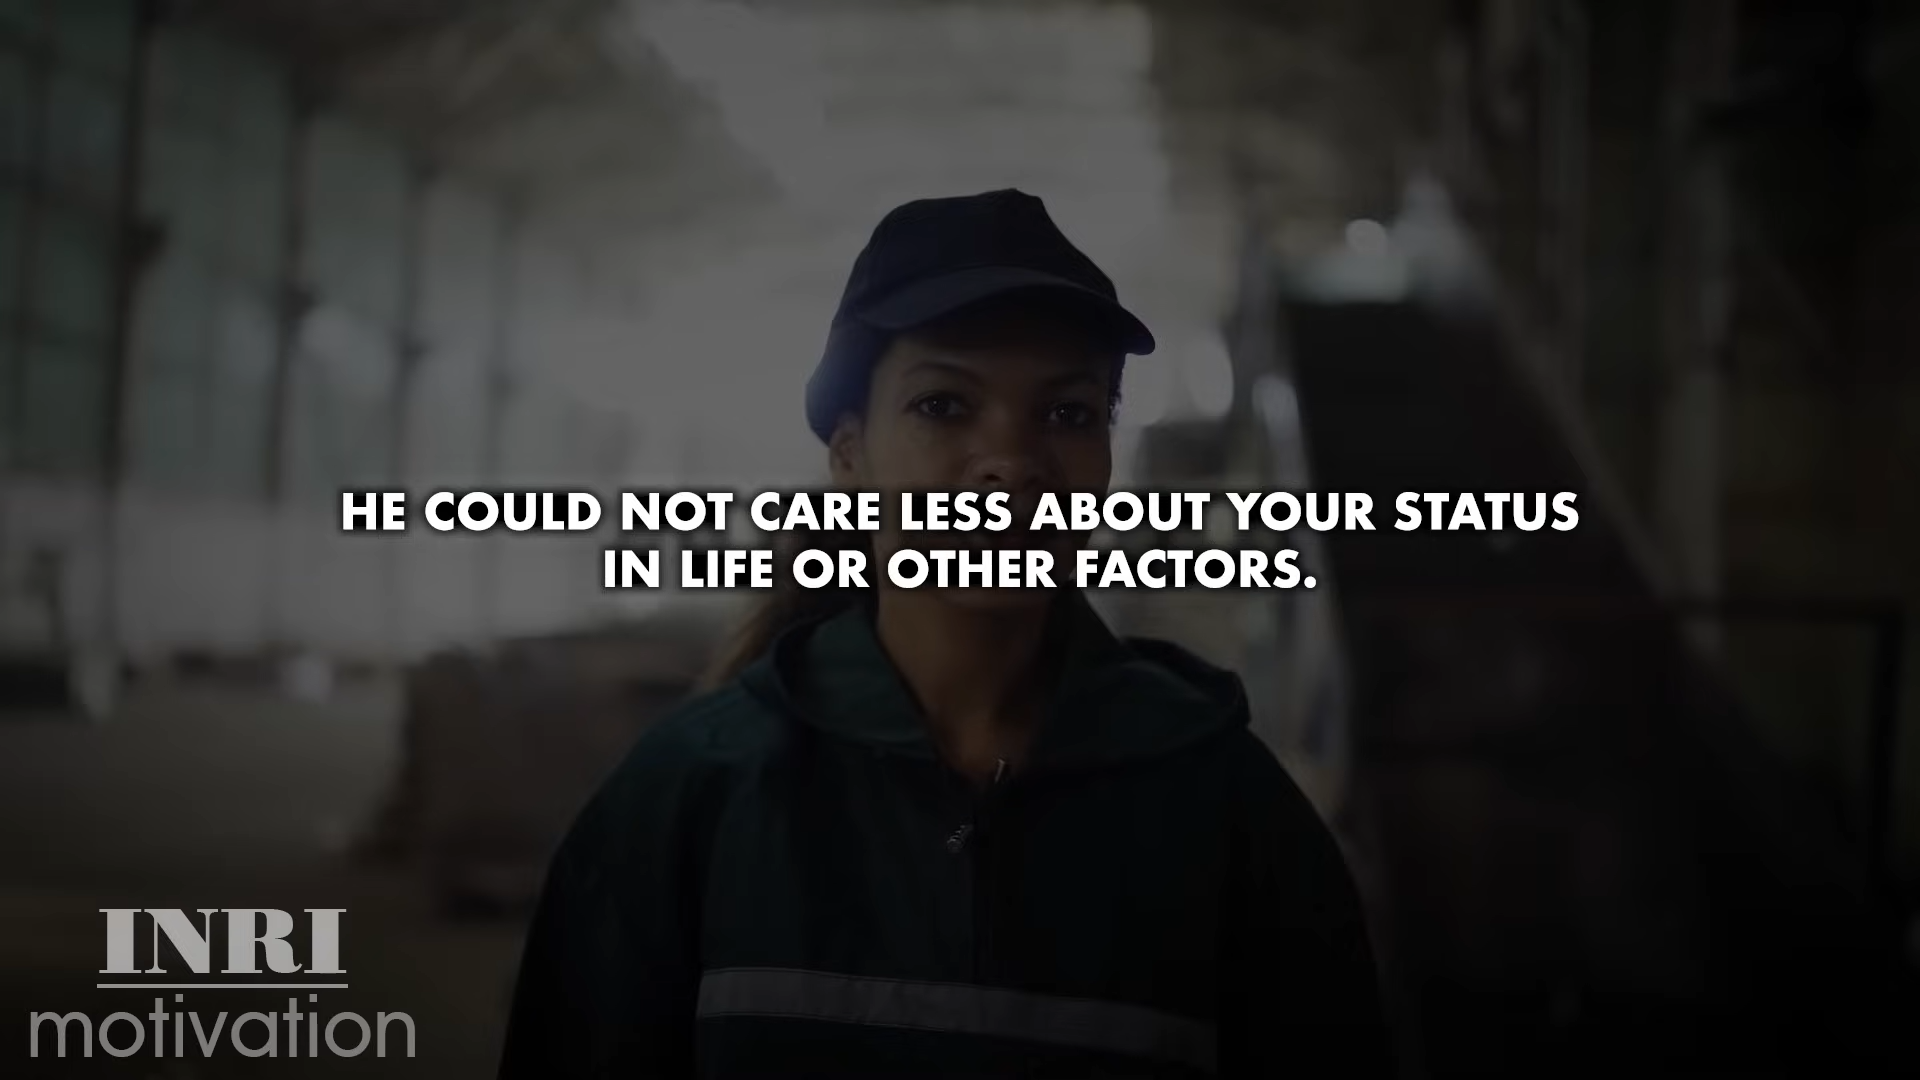 HE COULD NOT CARE LESS ABOUT YOUR STATUS
IN LIFE OR OTHER FACTORS.
INRI
motivation